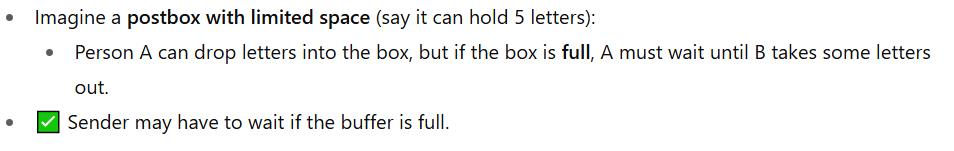 Imagine a postbox with limited space (say it can hold 5 letters):
Person A can drop letters into the box, but if the box is full, A must wait until B takes some letters
out.
✅ Sender may have to wait if the buffer is full.